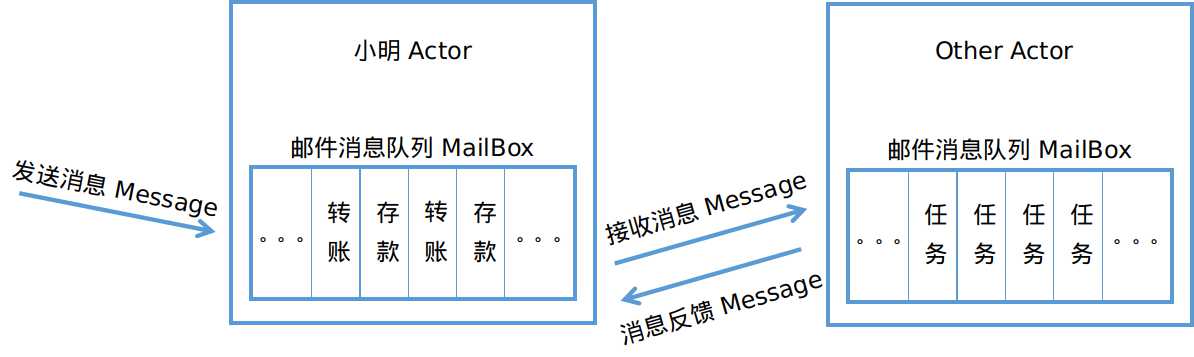 小明 Actor
邮件消息队列 MailBox
发送消息 Message
。。。
转账
存款
转账
存款
。。。
接收消息 Message
消息反馈 Message
Other Actor
邮件消息队列 MailBox
。。。
任务
任务
任务
任务
。。。